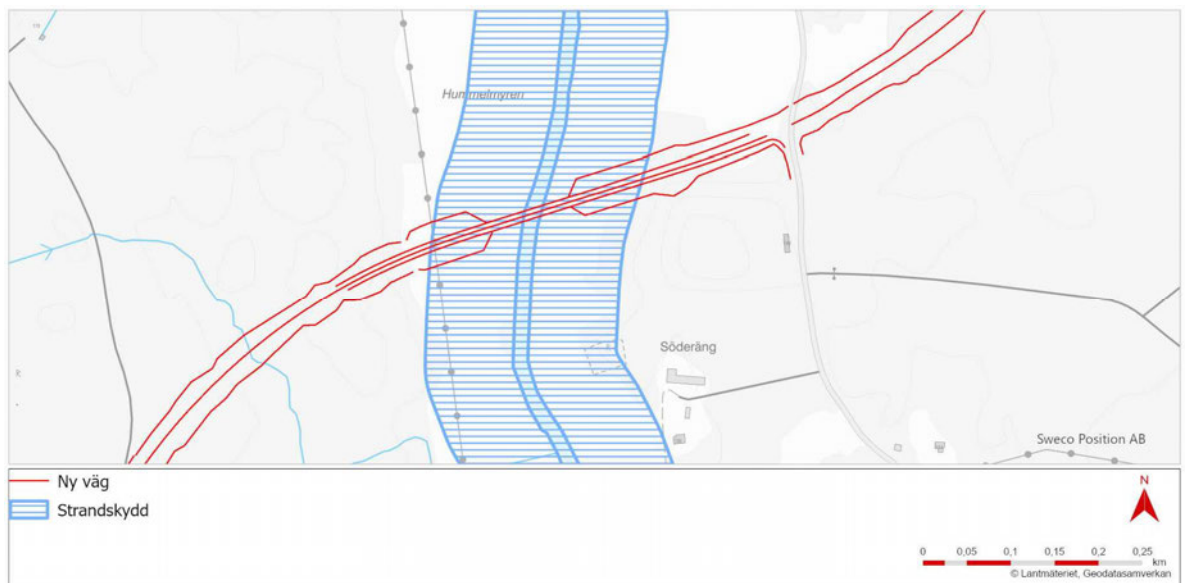 Hummelmyren
Söderäng
Sweco Position AB
Ny väg
Strandskydd
N
0 0,05 0,1 0,15 0,2 0,25
km
© Lantmäteriet, Geodatasamverkan